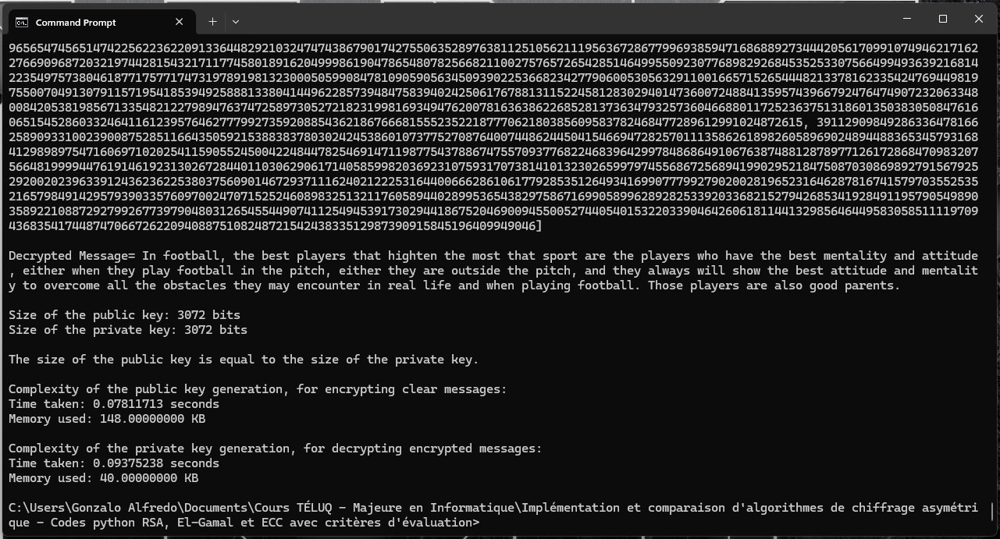 Command Prompt
965654745651474225622362209133644829210324747438679017427550635289763811251056211195636728677996938594716868892734442056170991074946217162
276690968720321974428154321711774580189162049998619047865480782566821100275765726542851464995509230776898292684535253307566499493639216814
223549757380461877175771747319789198132300050599084781090590563450939022536682342779060053056329110016657152654448213378162335424769449819
755007049130791157195418539492588813380414496228573948475839402425061767881311522458128302940147360072488413595743966792476474907232063348
008420538198567133548212279894763747258973052721823199816934947620078163638622685281373634793257360466880117252363751318601350383050847616
065154528603324641161239576462777992735920885436218676668155523522187770621803856095837824684772896129910248726​15, 39112909849286336478166
258909331002390087528511664350592153883837803024245386010737752708764007448624450415466947282570111358626189826058969024894488365345793168
412989897547160697102025411590552450042248447825469147119877543788674755709377682246839642997848686491067638748812878977126172868470983207
566481999944761914619231302672844011030629061714058599820369231075931707381410132302659979745568672568941990295218475087030869892791567925
292002023963391243623622538037560901467293711162402122253164400666286106177928535126493416990777992790200281965231646287816741579703552535
216579849142957939033576097002470715252460898325132117605894402899536543829758671699058996289282533920336821527942685341928491195790549890
358922108872927992677397904803126545544907411254945391730294418675204690094550052744054015322033904642606181144132985646449583058511119709
436835417448747066726220940887510824872154243833512987390915845196409949046]
Decrypted Message= In football, the best players that highten the most that sport are the players who have the best mentality and attitude
, either when they play football in the pitch, either they are outside the pitch, and they always will show the best attitude and mentalit
y to overcome all the obstacles they may encounter in real life and when playing football. Those players are also good parents.
Size of the public key: 3072 bits
Size of the private key: 3072 bits
The size of the public key is equal to the size of the private key.
Complexity of the public key generation, for encrypting clear messages:
Time taken: 0.07811713 seconds
Memory used: 148.00000000 KB
Complexity of the private key generation, for decrypting encrypted messages:
Time taken: 0.09375238 seconds
Memory used: 40.00000000 KB
C:\Users\Gonzalo Alfredo\Documents\Cours TÉLUQ - Majeure en Informatique\Implémentation et comparaison d'algorithmes de chiffrage asymétri
que - Codes python RSA, El-Gamal et ECC avec critères d'évaluation>